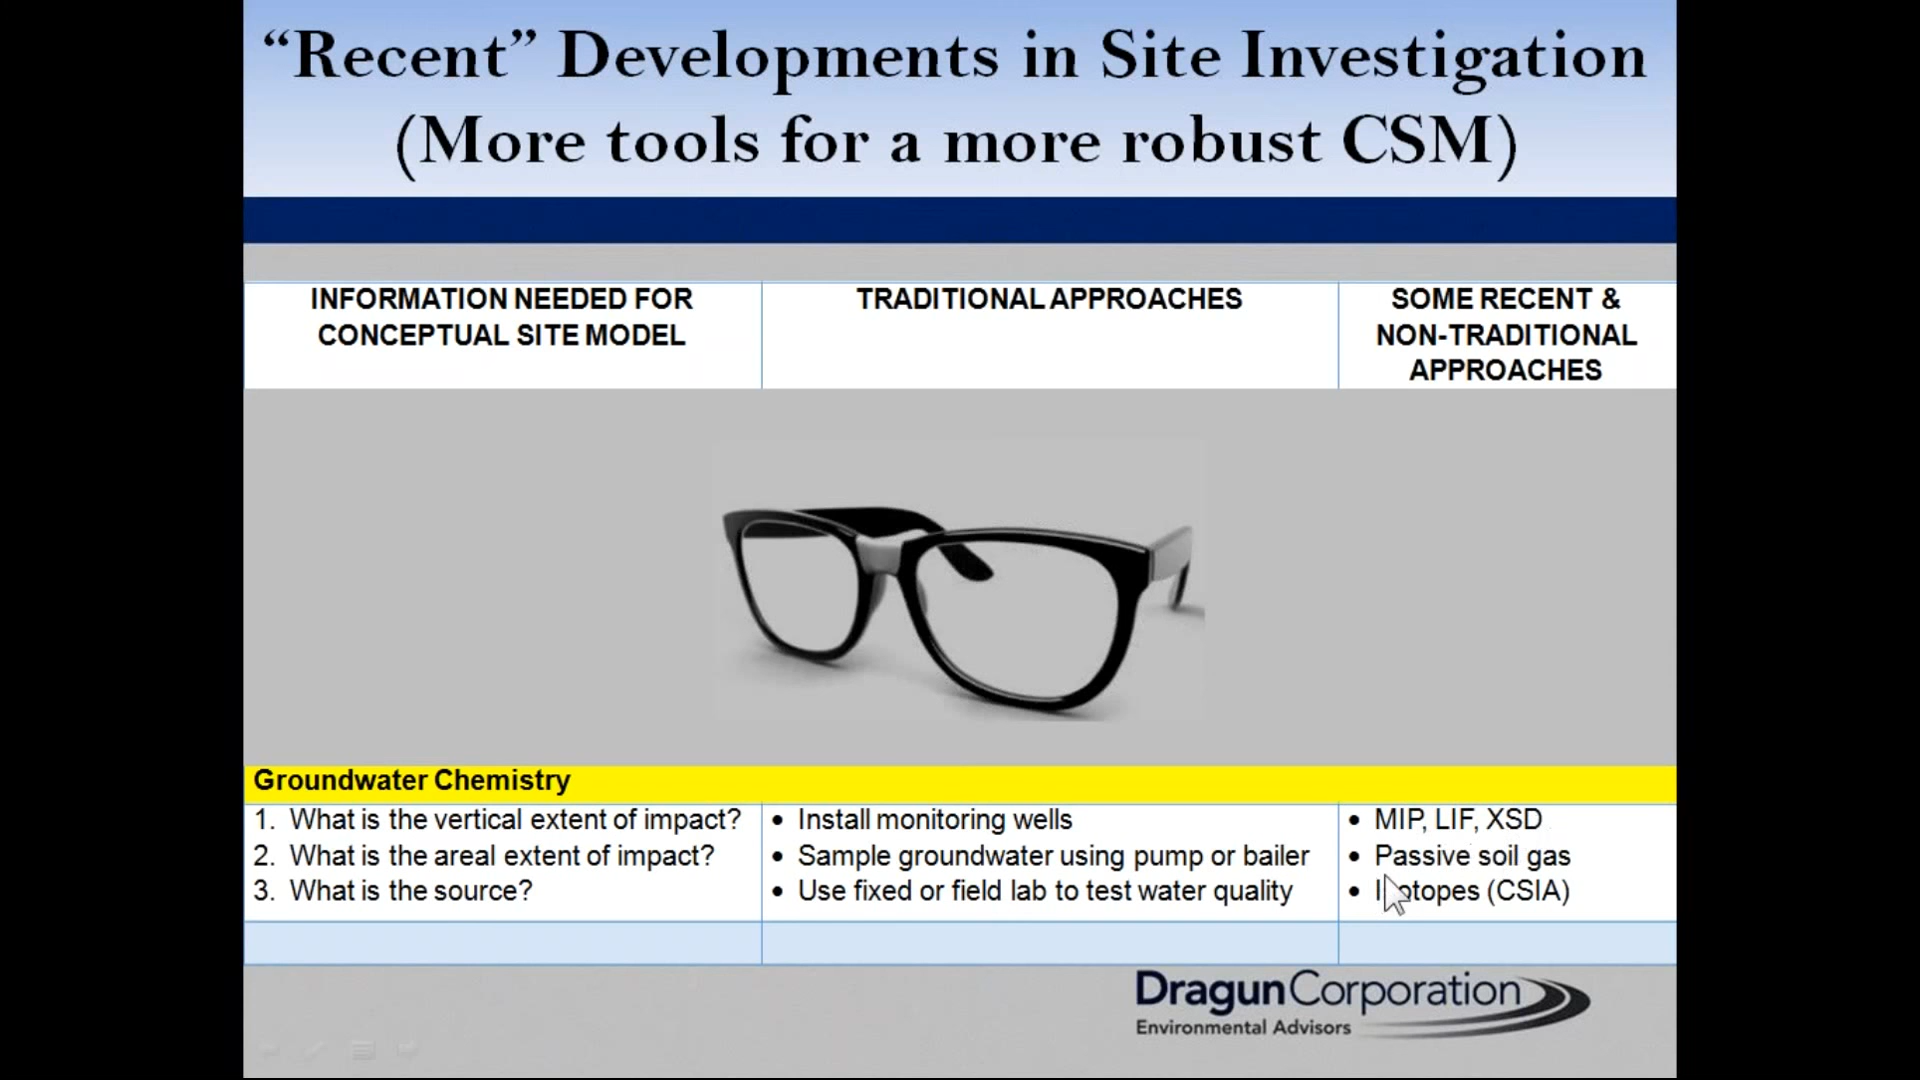 “Recent” Developments in Site Investigation
(More tools for a more robust CSM)
INFORMATION NEEDED FOR
CONCEPTUAL SITE MODEL
TRADITIONAL APPROACHES
SOME RECENT &
NON-TRADITIONAL
APPROACHES
Groundwater Chemistry
1. What is the vertical extent of impact?
2. What is the areal extent of impact?
3. What is the source?
• Install monitoring wells
• Sample groundwater using pump or bailer
• Use fixed or field lab to test water quality
• MIP, LIF, XSD
• Passive soil gas
• Isotopes (CSIA)
DragunCorporation
Environmental Advisors